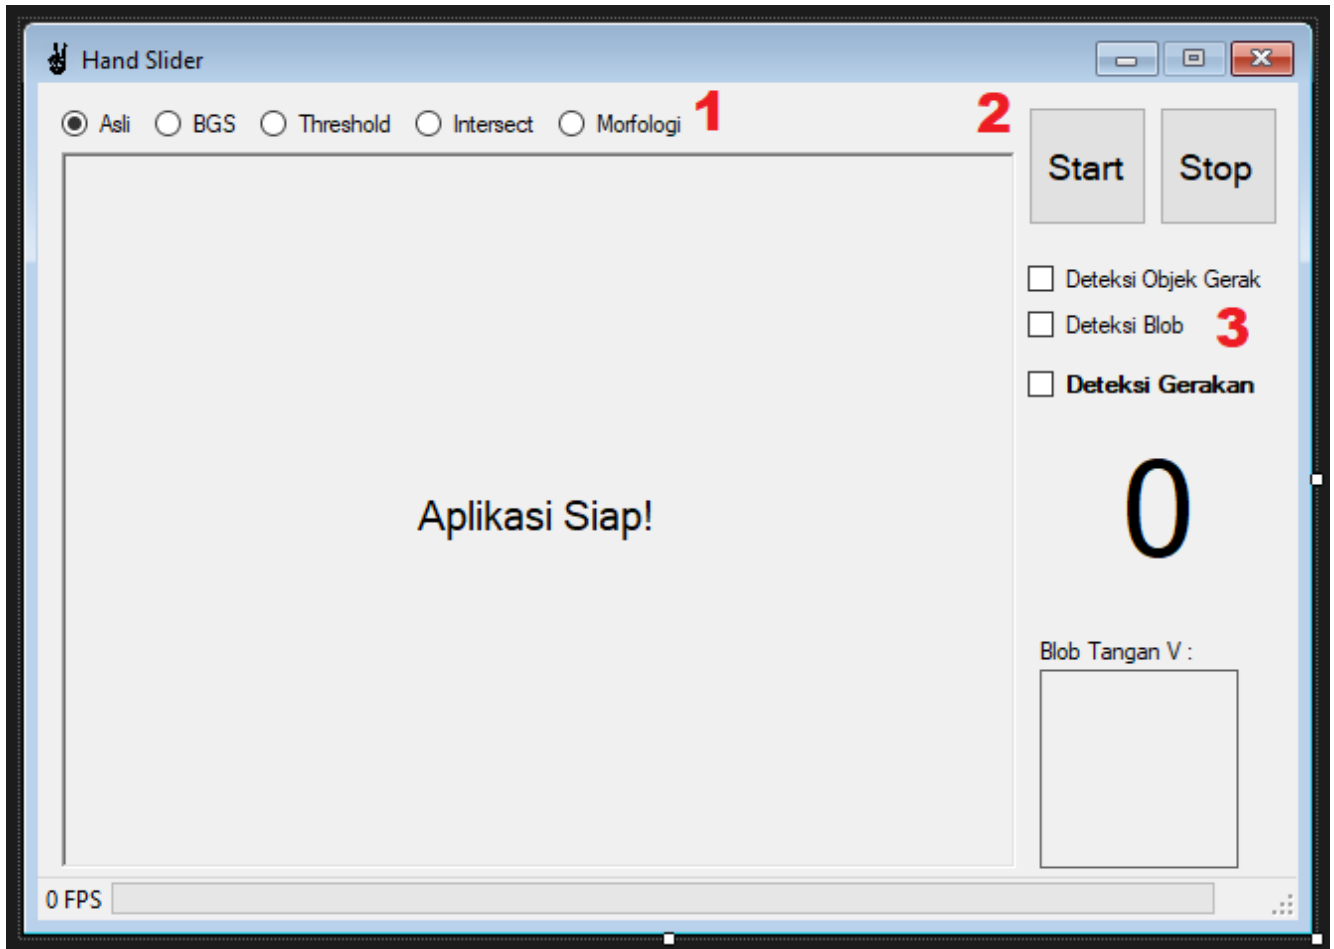 Hand Slider
Asli BGS Threshold Intersect Morfologi 1
2
Start Stop
Deteksi Objek Gerak
Deteksi Blob 3
Deteksi Gerakan
0
Aplikasi Siap!
Blob Tangan V :
0 FPS